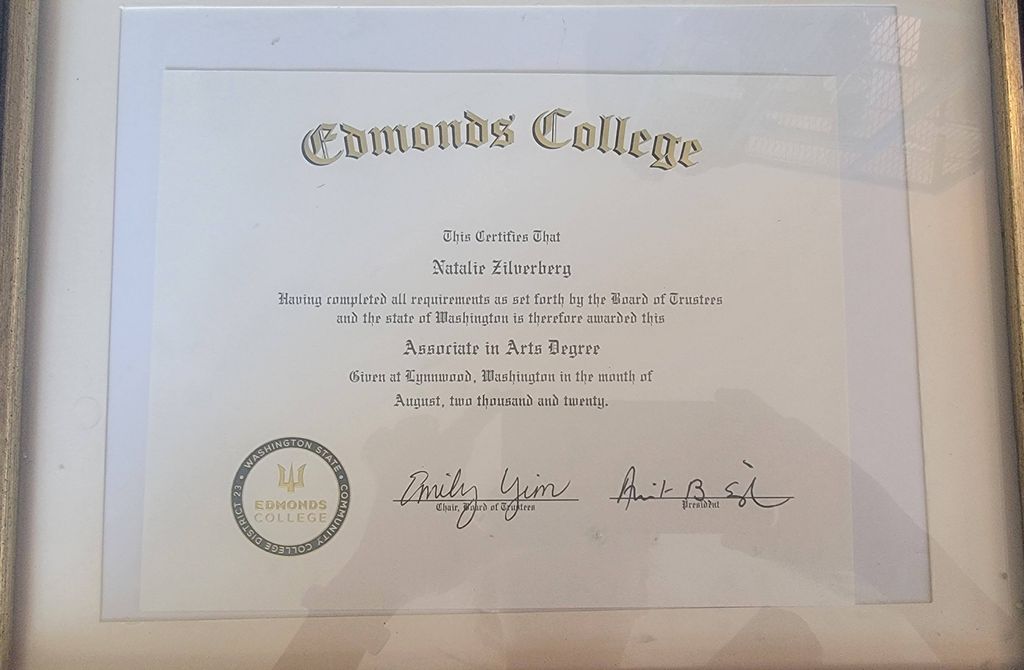 Edmonds College
This Certifies That
Natalie Zilverberg
Having completed all requirements as set forth by the Board of Trustees
and the state of Washington is therefore awarded this
Associate in Arts Degree
Given at Lynnwood, Washington in the month of
August, two thousand and twenty.
WASHINGTON STATE • COMMUNITY COLLEGE DISTRICT 23 •
EDMONDS
COLLEGE
Emily Yim
Chair, Board of Trustees
President